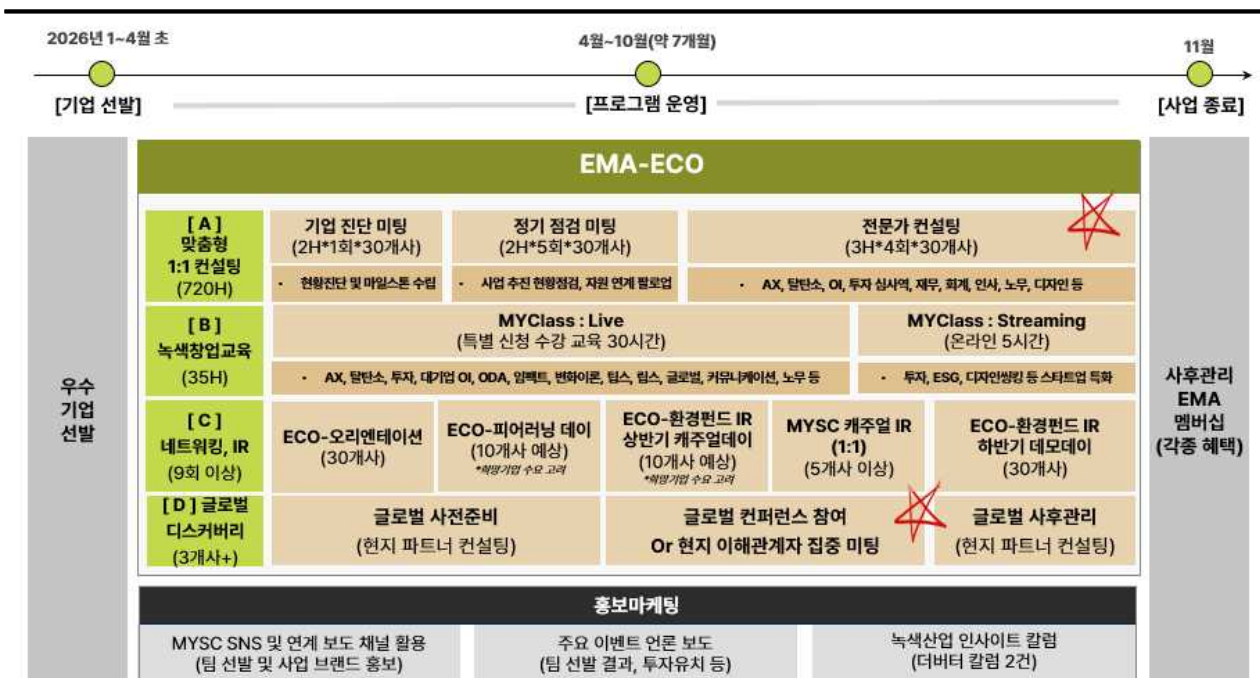 2026년 1~4월 초
4월~10월(약 7개월)
11월
[기업 선발]
[프로그램 운영]
[사업 종료]
우수
기업
선발
EMA-ECO
[ A ]
맞춤형
1:1 컨설팅
(720H)
기업 진단 미팅
(2H*1회*30개사)
• 현황진단 및 마일스톤 수립
정기 점검 미팅
(2H*5회*30개사)
• 사업 추진 현황점검, 자원 연계 팔로업
전문가 컨설팅
(3H*4회*30개사)
• AX, 탈탄소, OI, 투자 심사역, 재무, 회계, 인사, 노무, 디자인 등
[ B ]
녹색창업교육
(35H)
MYClass : Live
(특별 신청 수강 교육 30시간)
• AX, 탈탄소, 투자, 대기업 OI, ODA, 임팩트, 변화이론, 팁스, 립스, 글로벌, 커뮤니케이션, 노무 등
MYClass : Streaming
(온라인 5시간)
• 투자, ESG, 디자인씽킹 등 스타트업 특화
[ C ]
네트워킹, IR
(9회 이상)
ECO-오리엔테이션
(30개사)
ECO-피어러닝 데이
(10개사 예상)
*희망기업 수요 고려
ECO-환경펀드 IR
상반기 캐주얼데이
(10개사 예상)
*희망기업 수요 고려
MYSC 캐주얼 IR
(1:1)
(5개사 이상)
ECO-환경펀드 IR
하반기 데모데이
(30개사)
[ D ] 글로벌
디스커버리
(3개사+)
글로벌 사전준비
(현지 파트너 컨설팅)
글로벌 컨퍼런스 참여
Or 현지 이해관계자 집중 미팅
글로벌 사후관리
(현지 파트너 컨설팅)
사후관리
EMA
멤버십
(각종 혜택)
홍보마케팅
MYSC SNS 및 연계 보도 채널 활용
(팀 선발 및 사업 브랜드 홍보)
주요 이벤트 언론 보도
(팀 선발 결과, 투자유치 등)
녹색산업 인사이트 칼럼
(더버터 칼럼 2건)